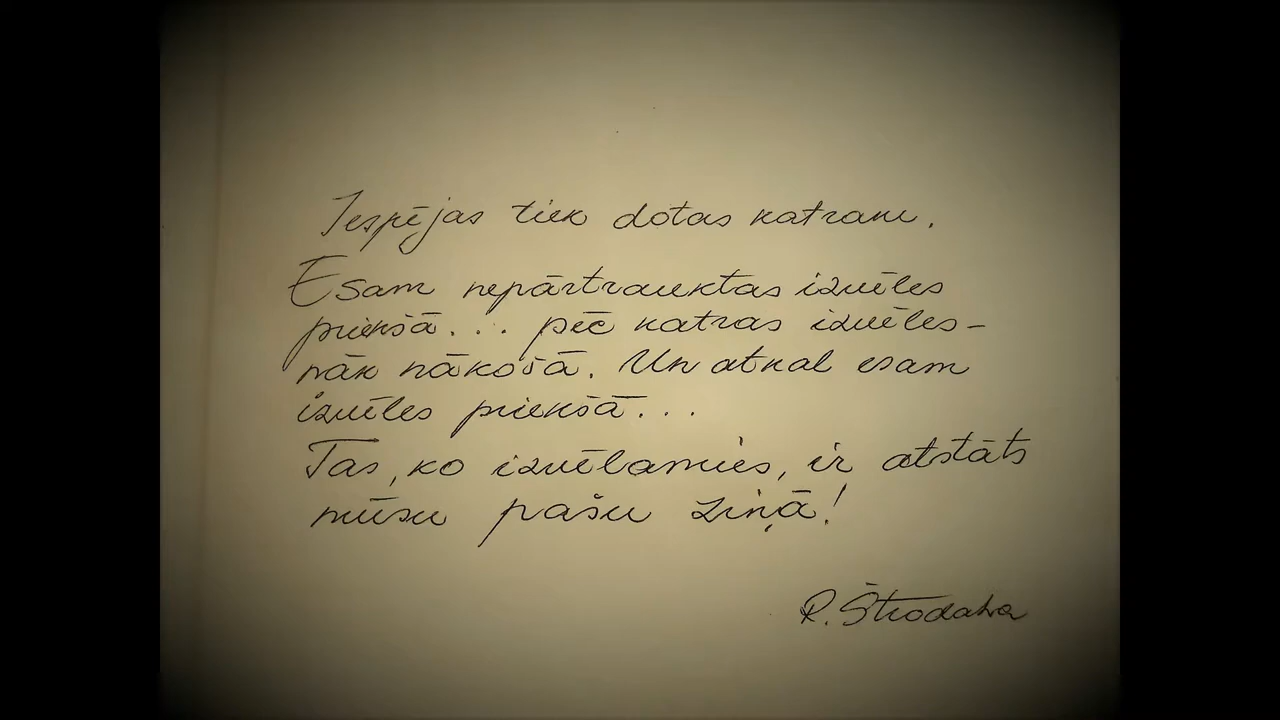 Iespējas tiek dotas katram.
Esam nepārtrauktas izvēles
priekšā... pēc katras izvēles-
nāk nākošā. Un atkal esam
izvēles priekšā...
Tas, ko izvēlamies, ir atstāts
mūsu pašu ziņā!
R.